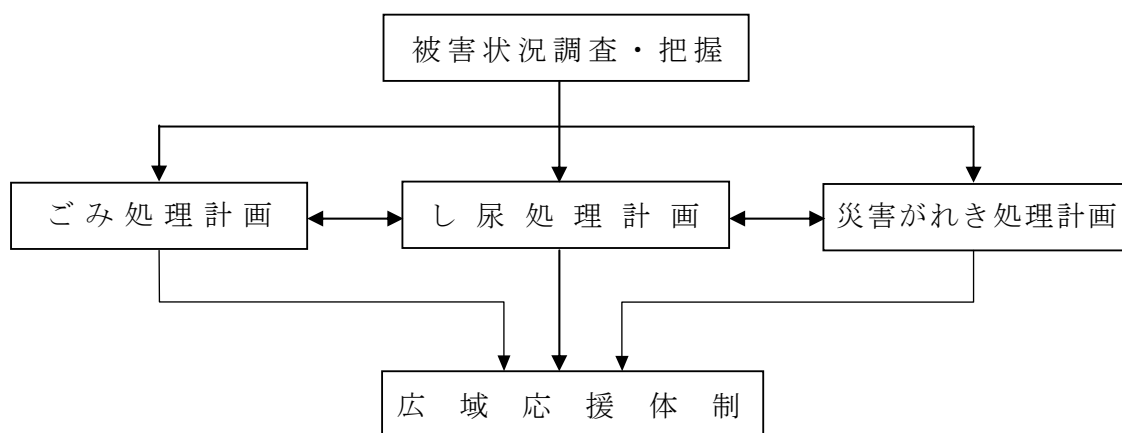 被害状況調査・把握
ごみ処理計画
し尿処理計画
災害がれき処理計画
広域応援体制